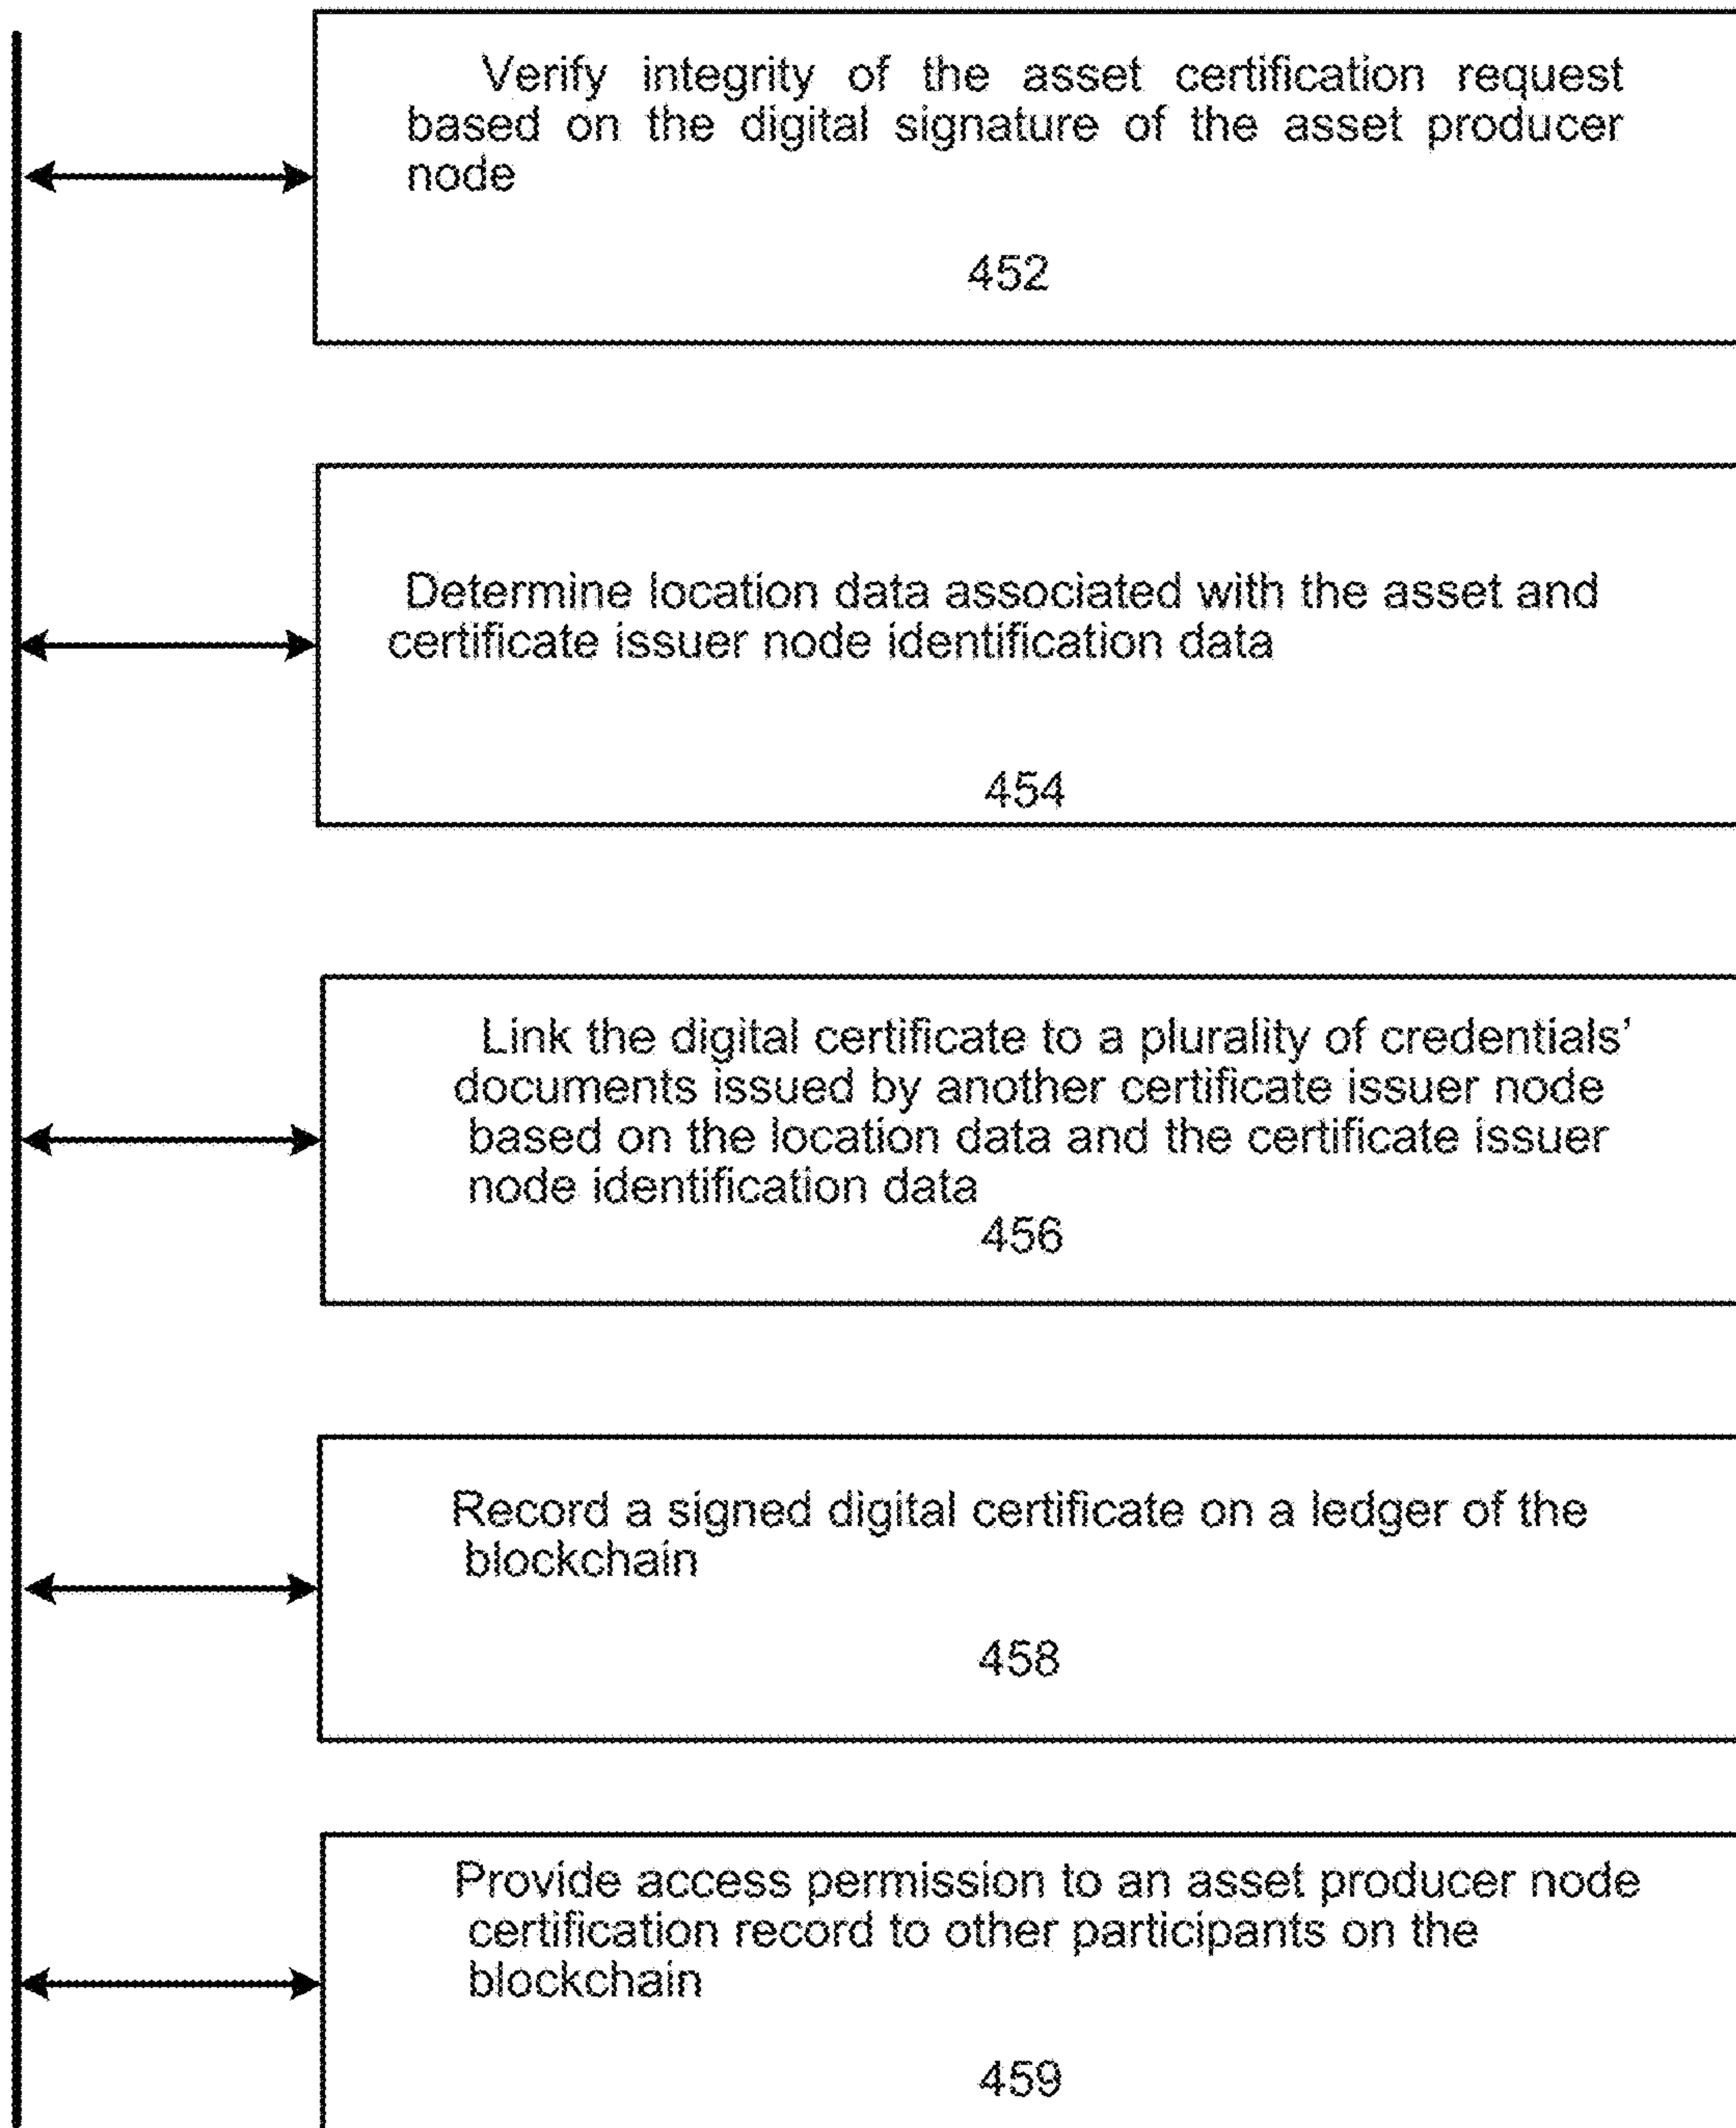 Verify integrity of the asset certification request
based on the digital signature of the asset producer
node
452
Determine location data associated with the asset and
certificate issuer node identification data
454
Link the digital certificate to a plurality of credentials’
documents issued by another certificate issuer node
based on the location data and the certificate issuer
node identification data
456
Record a signed digital certificate on a ledger of the
blockchain
458
Provide access permission to an asset producer node
certification record to other participants on the
blockchain
459